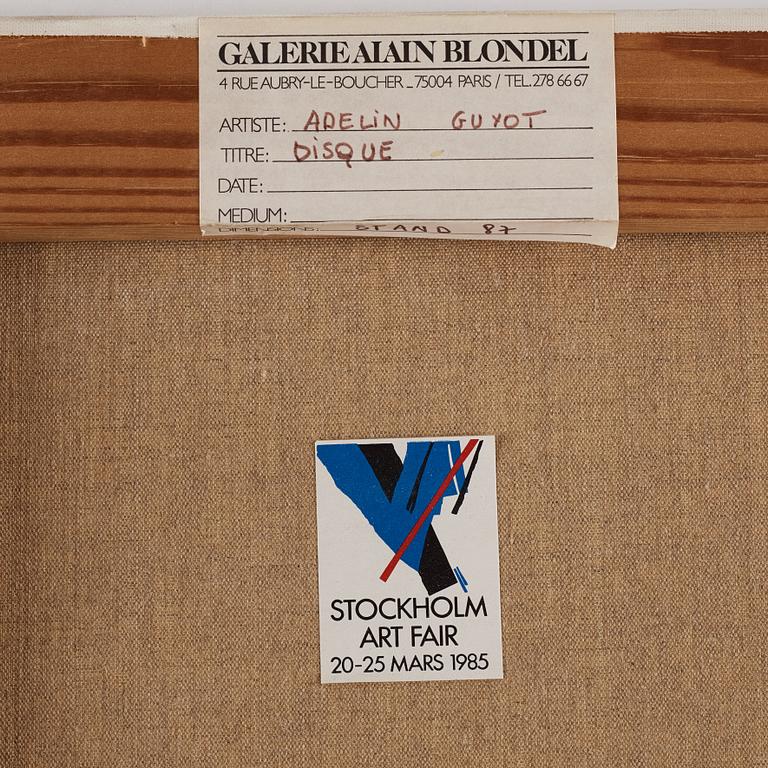 GALERIE ALAIN BLONDEL
4 RUE AUBRY-LE-BOUCHER _ 75004 PARIS / TEL. 278 66 67
ARTISTE: ADELIN GUYOT
TITRE: DISQUE
DATE:
MEDIUM:
DIMENSIONS: STAND 87
STOCKHOLM
ART FAIR
20-25 MARS 1985